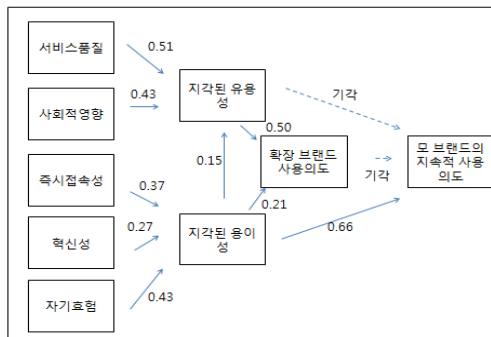 서비스품질
0.51
사회적영향
0.43
지각된 유용
성
기각
0.50
확장 브랜드
사용의도
모 브랜드의
지속적 사용
의도
기각
0.15
즉시접속성
0.37
0.21
혁신성
0.27
지각된 용이
성
0.66
자기효험
0.43